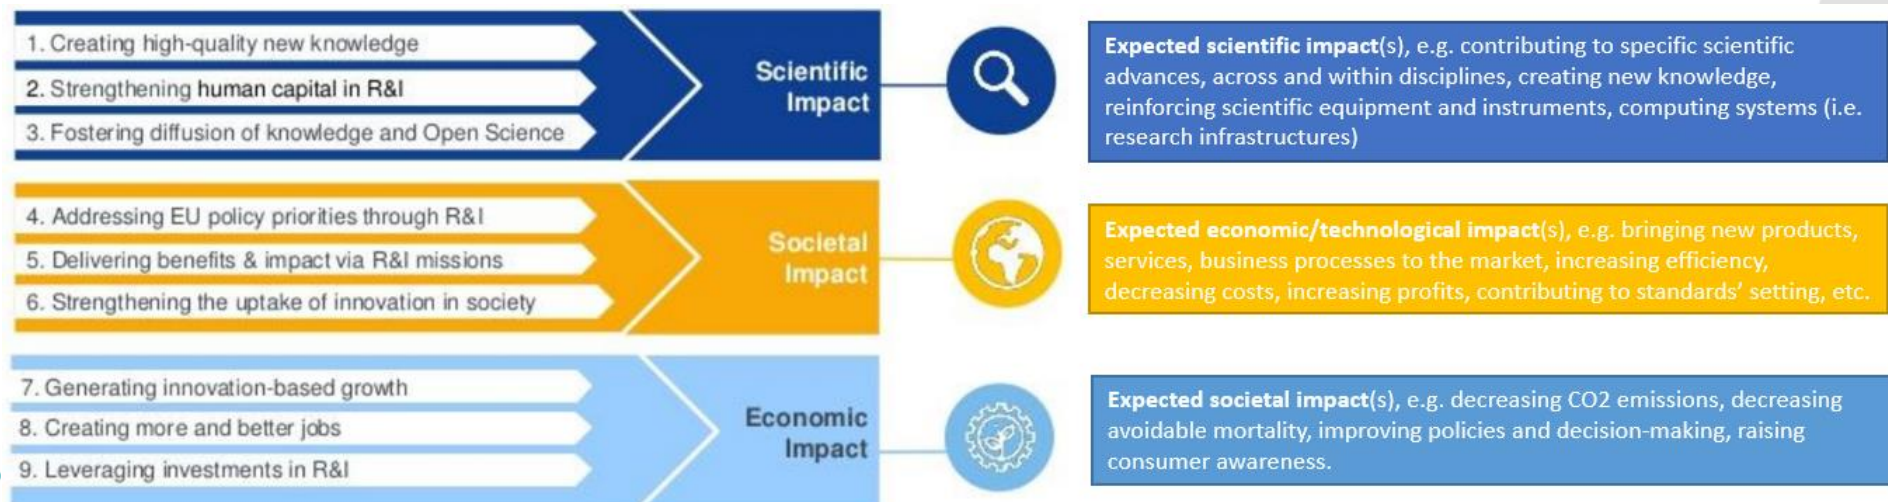 1. Creating high-quality new knowledge
2. Strengthening human capital in R&I
3. Fostering diffusion of knowledge and Open Science
Scientific
Impact
Expected scientific impact(s), e.g. contributing to specific scientific
advances, across and within disciplines, creating new knowledge,
reinforcing scientific equipment and instruments, computing systems (i.e.
research infrastructures)
4. Addressing EU policy priorities through R&I
5. Delivering benefits & impact via R&I missions
6. Strengthening the uptake of innovation in society
Societal
Impact
Expected economic/technological impact(s), e.g. bringing new products,
services, business processes to the market, increasing efficiency,
decreasing costs, increasing profits, contributing to standards' setting, etc.
7. Generating innovation-based growth
8. Creating more and better jobs
9. Leveraging investments in R&I
Economic
Impact
Expected societal impact(s), e.g. decreasing CO2 emissions, decreasing
avoidable mortality, improving policies and decision-making, raising
consumer awareness.